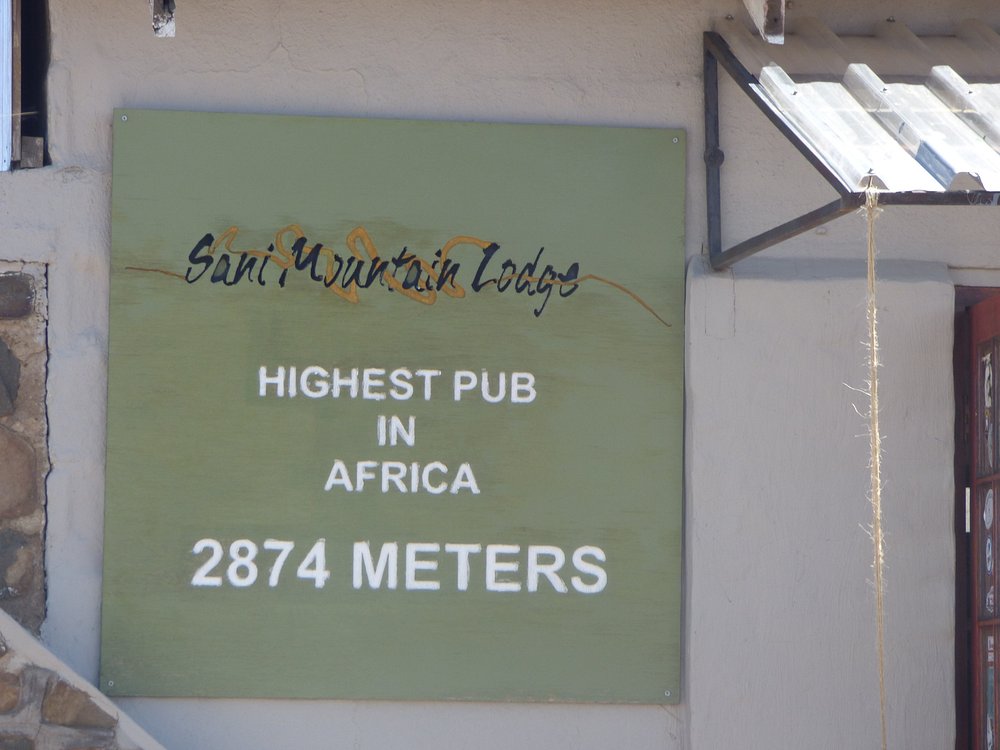 Sani Mountain Lodge
HIGHEST PUB
IN
AFRICA
2874 METERS